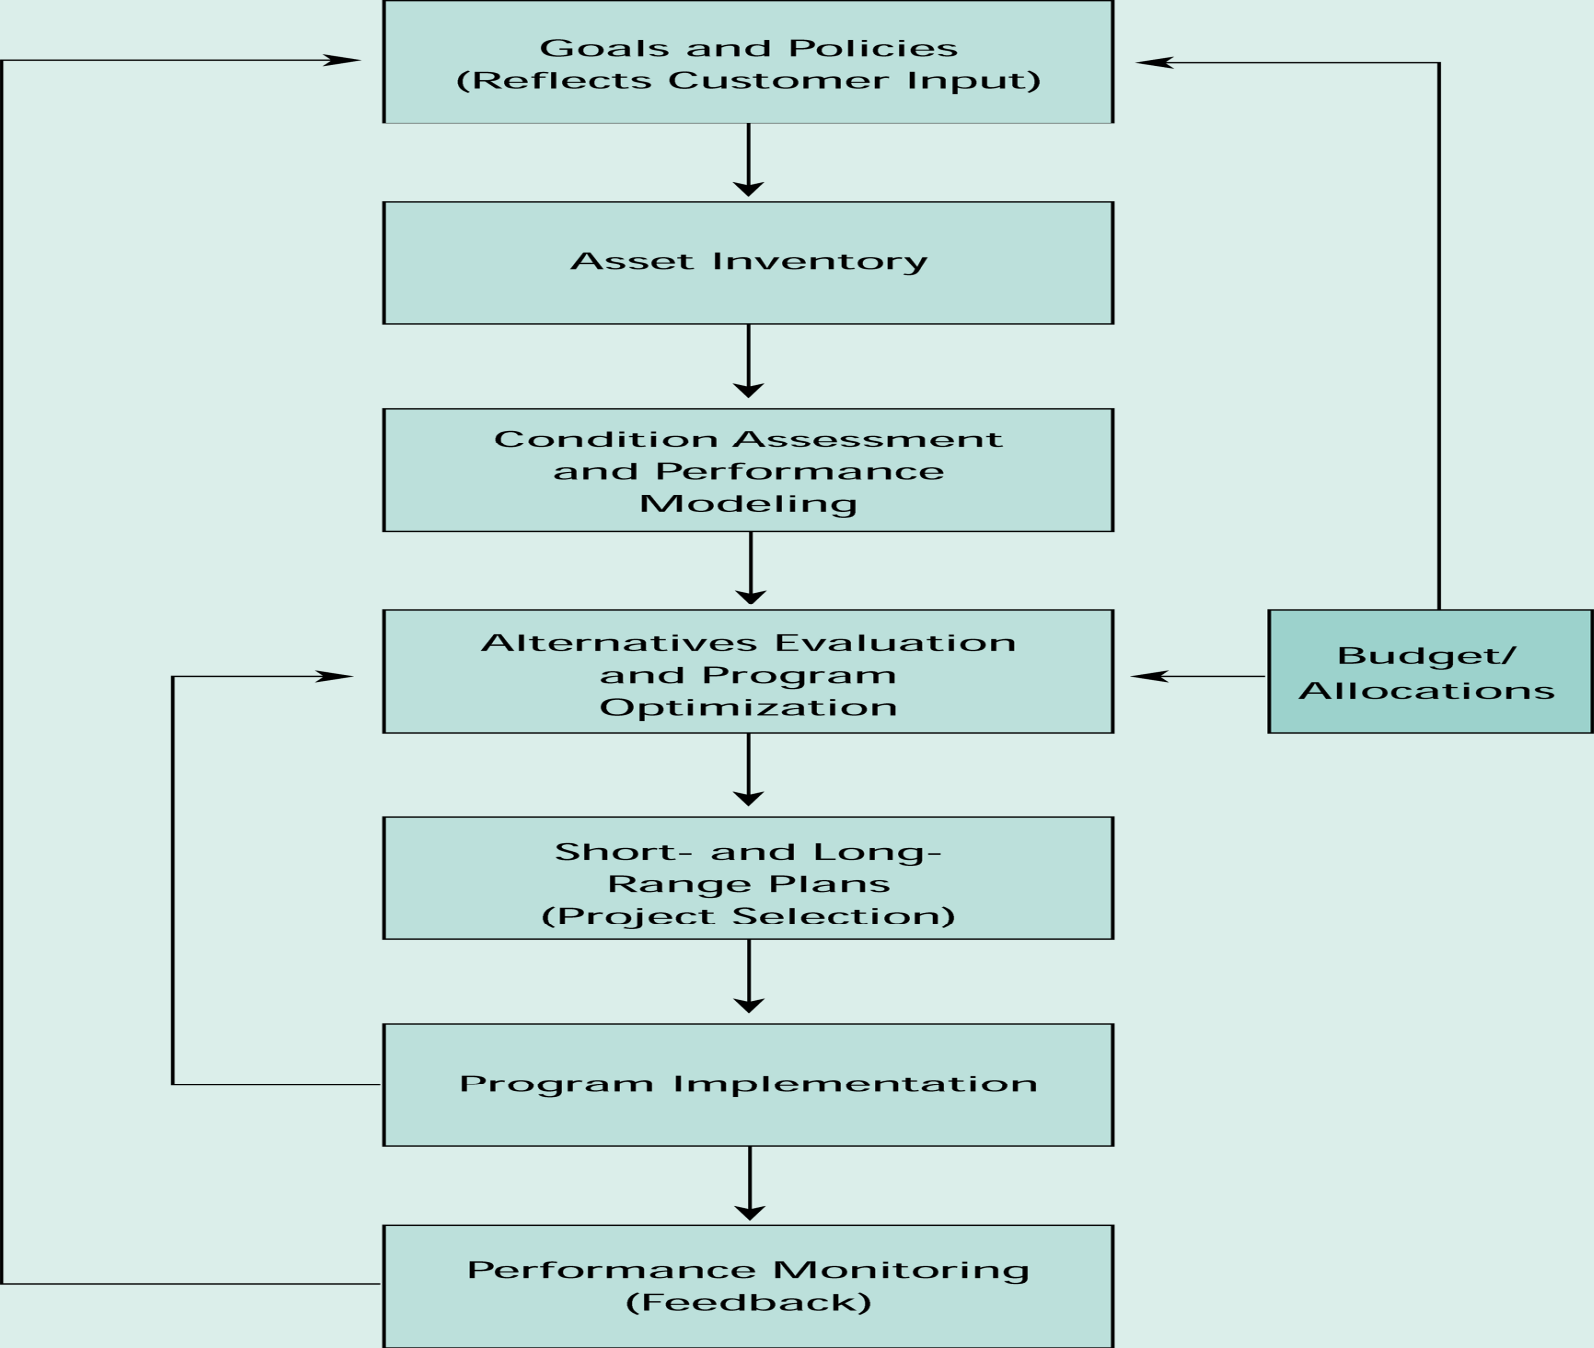 Goals and Policies
(Reflects Customer Input)
Asset Inventory
Condition Assessment
and Performance
Modeling
Alternatives Evaluation
and Program
Optimization
Budget/
Allocations
Short- and Long-
Range Plans
(Project Selection)
Program Implementation
Performance Monitoring
(Feedback)